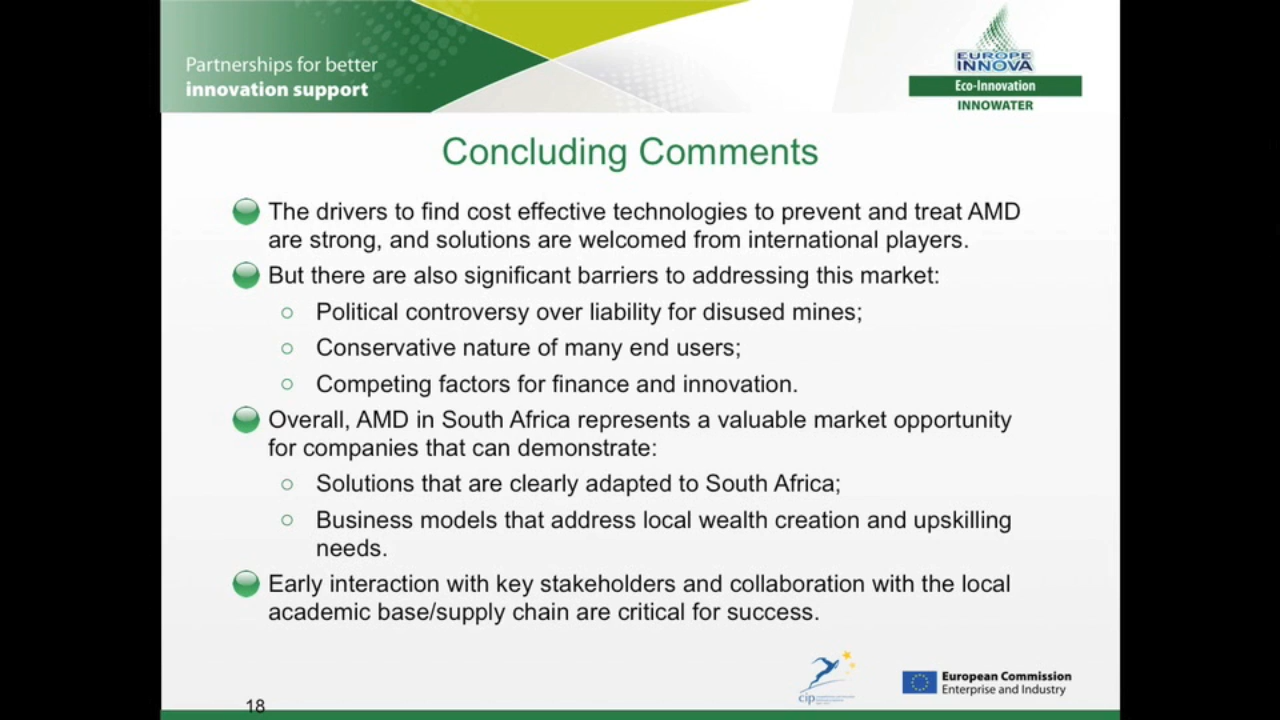 Partnerships for better
innovation support
EUROPE
INNOVA
Eco-Innovation
INNOWATER
Concluding Comments
The drivers to find cost effective technologies to prevent and treat AMD
are strong, and solutions are welcomed from international players.
But there are also significant barriers to addressing this market:
Political controversy over liability for disused mines;
Conservative nature of many end users;
Competing factors for finance and innovation.
Overall, AMD in South Africa represents a valuable market opportunity
for companies that can demonstrate:
Solutions that are clearly adapted to South Africa;
Business models that address local wealth creation and upskilling
needs.
Early interaction with key stakeholders and collaboration with the local
academic base/supply chain are critical for success.
cip
European Commission
Enterprise and Industry
18